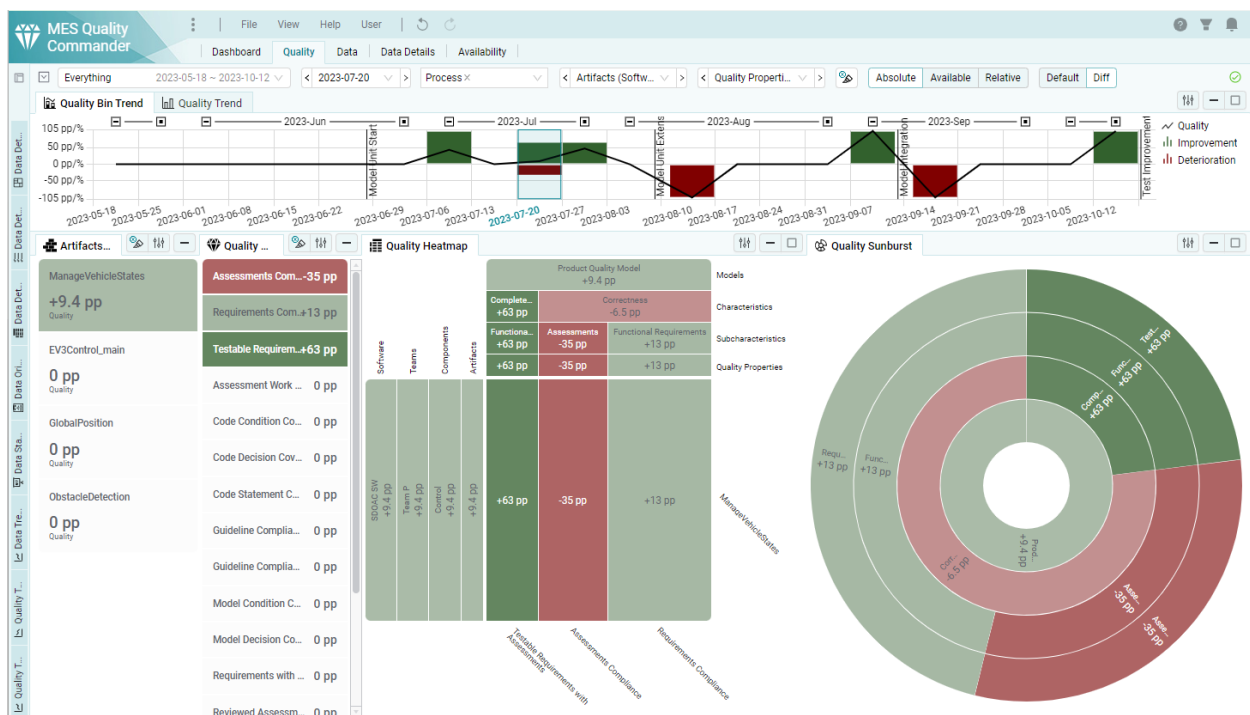 MES Quality
Commander
File View Help User
Dashboard Quality Data Data Details Availability
Everything 2023-05-18 ~ 2023-10-12 2023-07-20 Process Artifacts (Softw... Quality Properti... Absolute Available Relative Default Diff
Quality Bin Trend Quality Trend
2023-Jun 2023-Jul 2023-Aug 2023-Sep
105 pp/%
50 pp/%
0 pp/%
-50 pp/%
-105 pp/%
Model Unit Start
Model Unit Extens
Model Integration
Test Improvement
Quality
Improvement
Deterioration
2023-05-18 2023-05-25 2023-06-01 2023-06-08 2023-06-15 2023-06-22 2023-06-29 2023-07-06 2023-07-13 2023-07-20 2023-07-27 2023-08-03 2023-08-10 2023-08-17 2023-08-24 2023-08-31 2023-09-07 2023-09-14 2023-09-21 2023-09-28 2023-10-05 2023-10-12
Data Det...
Data Det...
Data Det...
Data Ori...
Data Sta...
Data Tre...
Quality T...
Quality T...
Artifacts...
ManageVehicleStates
+9.4 pp
Quality
EV3Control_main
0 pp
Quality
GlobalPosition
0 pp
Quality
ObstacleDetection
0 pp
Quality
Quality ...
Assessments Com...-35 pp
Requirements Com..+13 pp
Testable Requirem..+63 pp
Assessment Work ... 0 pp
Code Condition Co... 0 pp
Code Decision Cov... 0 pp
Code Statement C... 0 pp
Guideline Complia... 0 pp
Guideline Complia... 0 pp
Model Condition C... 0 pp
Model Decision Co... 0 pp
Requirements with ... 0 pp
Reviewed Assessm... 0 pp
Quality Heatmap
Product Quality Model
+9.4 pp
Models
Complete... Correctness
+63 pp -6.5 pp
Characteristics
Functiona... Assessments Functional Requirements
+63 pp -35 pp +13 pp
Subcharacteristics
+63 pp -35 pp +13 pp
Quality Properties
Software
Teams
Components
Artifacts
SDOAC SW
+9.4 pp
Team P
+9.4 pp
Control
+9.4 pp
+9.4 pp
+63 pp -35 pp +13 pp
ManageVehicleStates
Testable Requirements with
Assessments
Assessments Compliance
Requirements Compliance
Quality Sunburst
Test...
+63 pp
Func...
+63 pp
Comp...
+63 pp
Requ...
+13 pp
Func...
+13 pp
Corr...
-6.5 pp
Prod...
+9.4 pp
Asse...
-35 pp
Asse...
-35 pp